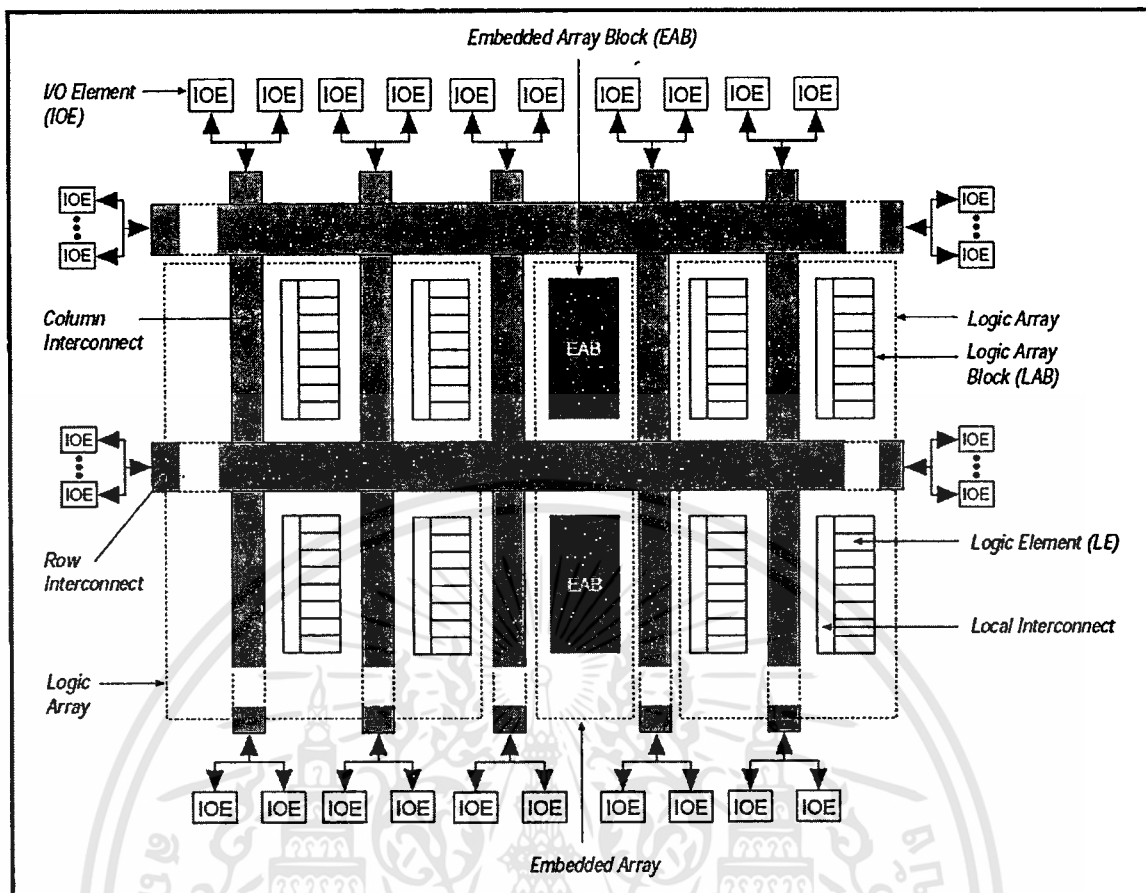 Embedded Array Block (EAB)
I/O Element
(IOE)
IOE IOE IOE IOE IOE IOE IOE IOE IOE IOE
IOE
IOE
IOE
IOE
Column
Interconnect
EAB
Logic Array
Logic Array
Block (LAB)
IOE
IOE
IOE
IOE
Row
Interconnect
EAB
Logic Element (LE)
Local Interconnect
Logic
Array
IOE IOE IOE IOE IOE IOE IOE IOE IOE IOE
Embedded Array